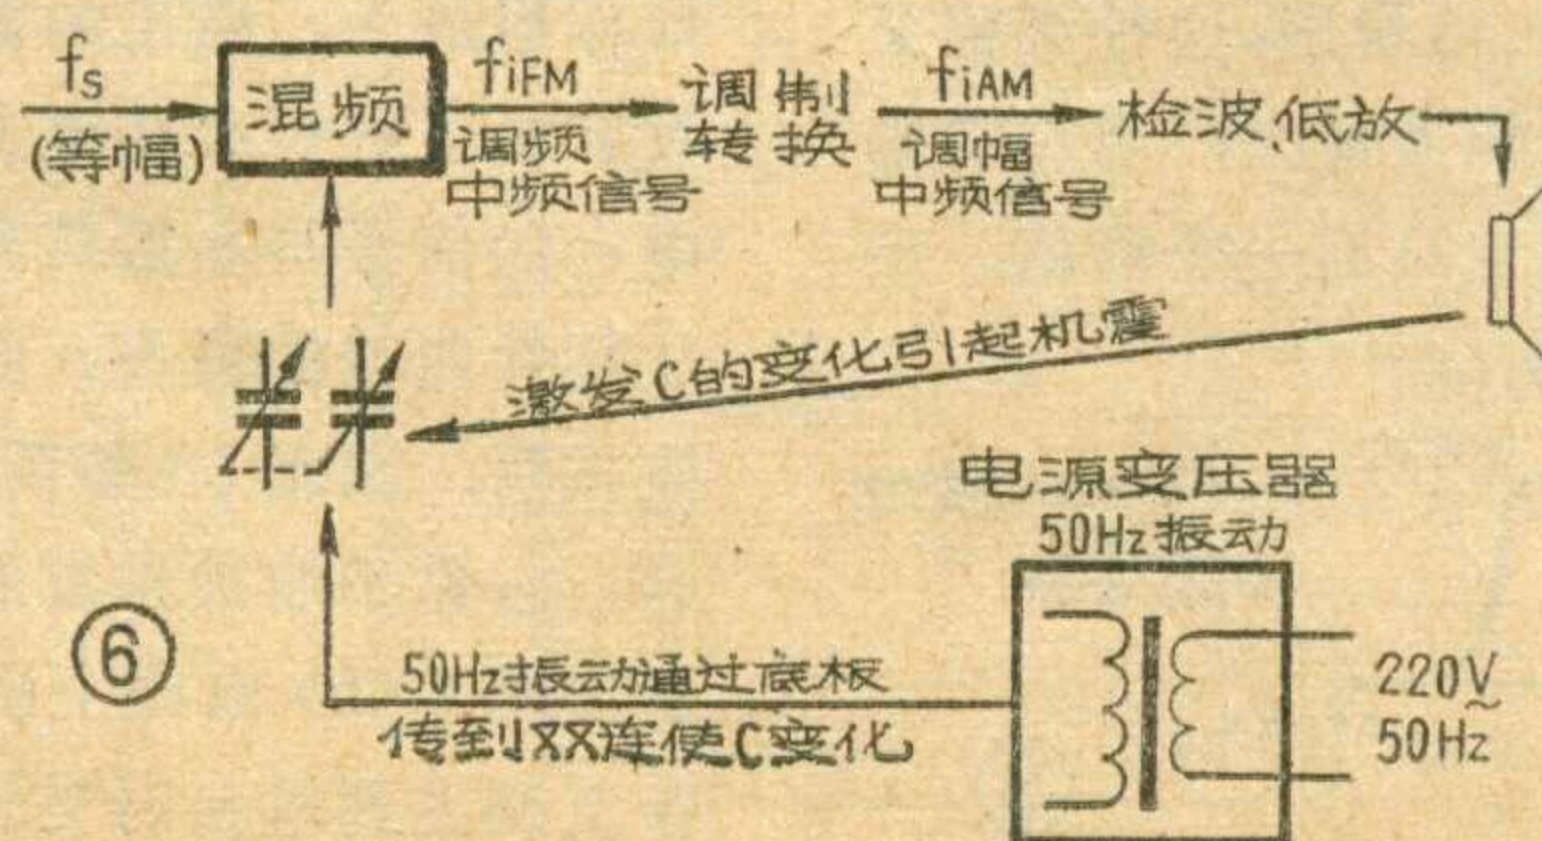 fs
(等幅)
混频
fiFM
调频
中频信号
调制
转换
fiAM
调幅
中频信号
检波、低放
激发C的变化引起机震
电源变压器
50Hz振动
220V~
50Hz
50Hz振动通过底板
传到双连使C变化
⑥